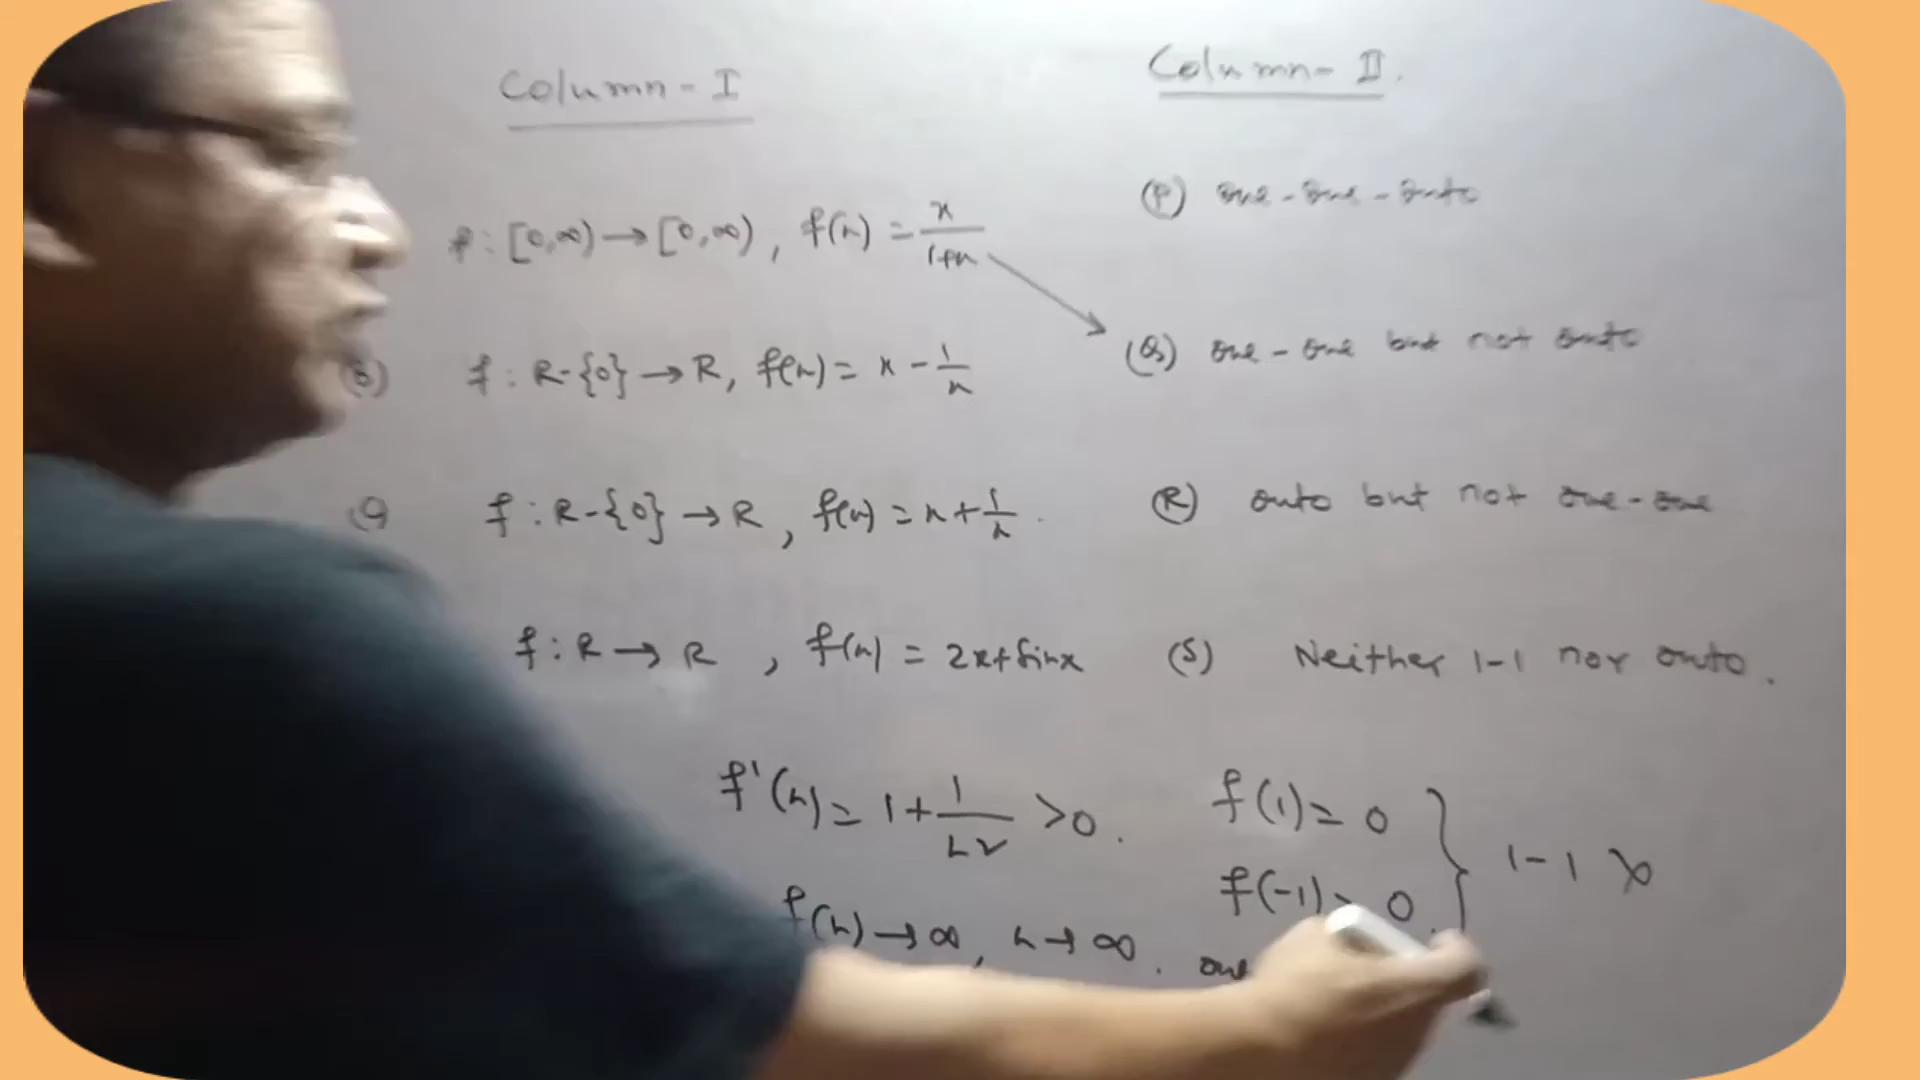 Column - I
Column - II.
f : [0,∞) → [0,∞) , f(x) = x/(1+x)
(P) one-one-onto
(B) f : R-{0} → R, f(x) = x - 1/x
(Q) one-one but not onto
(C) f : R-{0} → R , f(x) = x + 1/x .
(R) onto but not one-one
f : R → R , f(x) = 2x+sinx
(S) Neither 1-1 nor onto .
f'(x) = 1 + 1/x² > 0 .
f(1) = 0
f(-1) = 0
1-1 ×
f(x) → ∞ , x → ∞ .